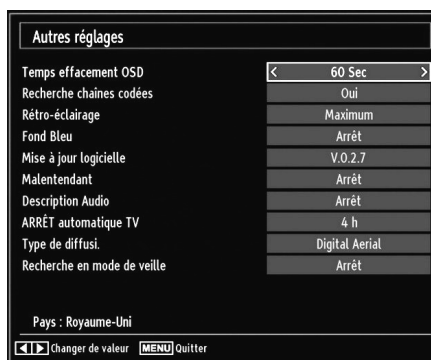 Autres réglages
Temps effacement OSD < 60 Sec >
Recherche chaînes codées Oui
Rétro-éclairage Maximum
Fond Bleu Arrêt
Mise à jour logicielle V.0.2.7
Malentendant Arrêt
Description Audio Arrêt
ARRÊT automatique TV 4 h
Type de diffusi. Digital Aerial
Recherche en mode de veille Arrêt
Pays : Royaume-Uni
Changer de valeur MENU Quitter